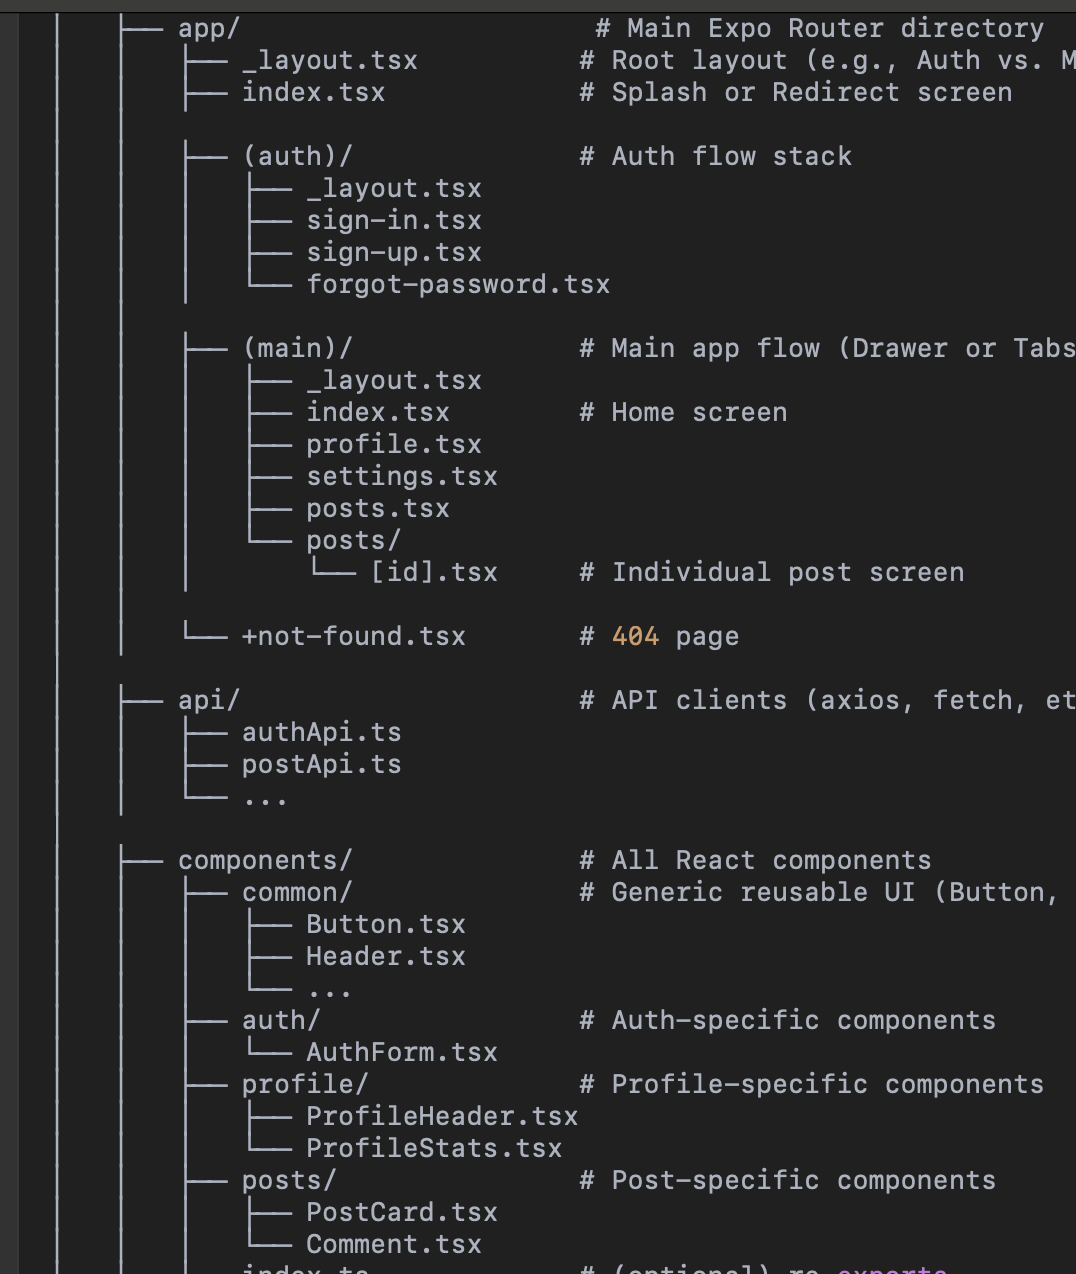 │   ├── app/                      # Main Expo Router directory
│   │   ├── _layout.tsx          # Root layout (e.g., Auth vs. M
│   │   ├── index.tsx            # Splash or Redirect screen
│   │
│   │   ├── (auth)/              # Auth flow stack
│   │   │   ├── _layout.tsx
│   │   │   ├── sign-in.tsx
│   │   │   ├── sign-up.tsx
│   │   │   └── forgot-password.tsx
│   │
│   │   ├── (main)/              # Main app flow (Drawer or Tabs
│   │   │   ├── _layout.tsx
│   │   │   ├── index.tsx        # Home screen
│   │   │   ├── profile.tsx
│   │   │   ├── settings.tsx
│   │   │   ├── posts.tsx
│   │   │   └── posts/
│   │   │       └── [id].tsx     # Individual post screen
│   │
│   │   └── +not-found.tsx       # 404 page
│
│   ├── api/                     # API clients (axios, fetch, et
│   │   ├── authApi.ts
│   │   ├── postApi.ts
│   │   └── ...
│
│   ├── components/              # All React components
│   │   ├── common/              # Generic reusable UI (Button,
│   │   │   ├── Button.tsx
│   │   │   ├── Header.tsx
│   │   │   └── ...
│   │   ├── auth/                # Auth-specific components
│   │   │   └── AuthForm.tsx
│   │   ├── profile/             # Profile-specific components
│   │   │   ├── ProfileHeader.tsx
│   │   │   └── ProfileStats.tsx
│   │   ├── posts/               # Post-specific components
│   │   │   ├── PostCard.tsx
│   │   │   └── Comment.tsx
│   │   │   index.ts             # (optional) re exports